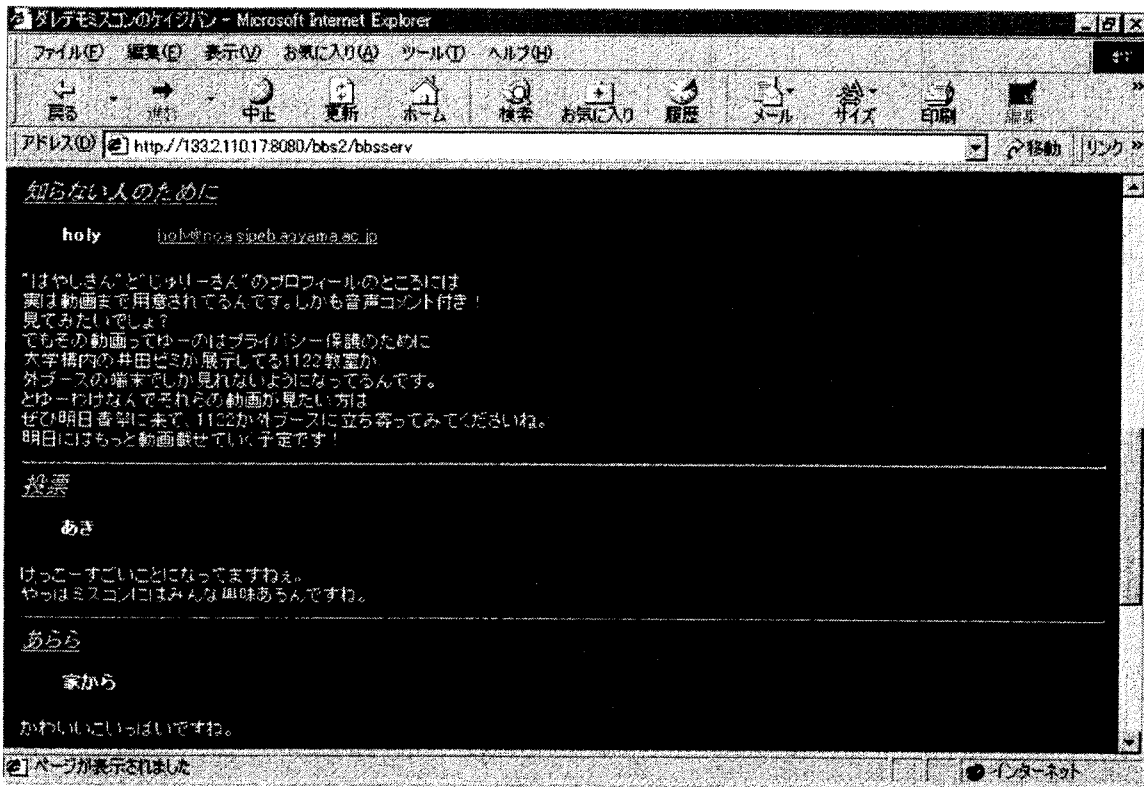 ダレデモミスコンのケイジバン - Microsoft Internet Explorer
ファイル(F) 編集(E) 表示(V) お気に入り(A) ツール(T) ヘルプ(H)
戻る 進む 中止 更新 ホーム 検索 お気に入り 履歴 メール サイズ 印刷 編集
アドレス(D) http://133.2.110.17:8080/bbs2/bbsserv 移動 リンク »
知らない人のために
holy
"はやしさん"と"じゅりーさん"のプロフィールのところには
実は動画まで用意されてるんです。しかも音声コメント付き!
見てみたいでしょ?
でもその動画ってゆーのはプライバシー保護のために
大学構内の井田ゼミが展示してる1122教室か
外ブースの端末でしか見れないようになってるんです。
とゆーわけなんでそれらの動画が見たい方は
ぜひ明日青学に来て、1122か外ブースに立ち寄ってみてくださいね。
明日にはもっと動画載せていく予定です!
投票
あき
けっこーすごいことになってますわぇ。
やっぱミスコンにはみんな興味あるんですね。
あらら
家から
かわいいこいっぱいですね。
ページが表示されました
インターネット